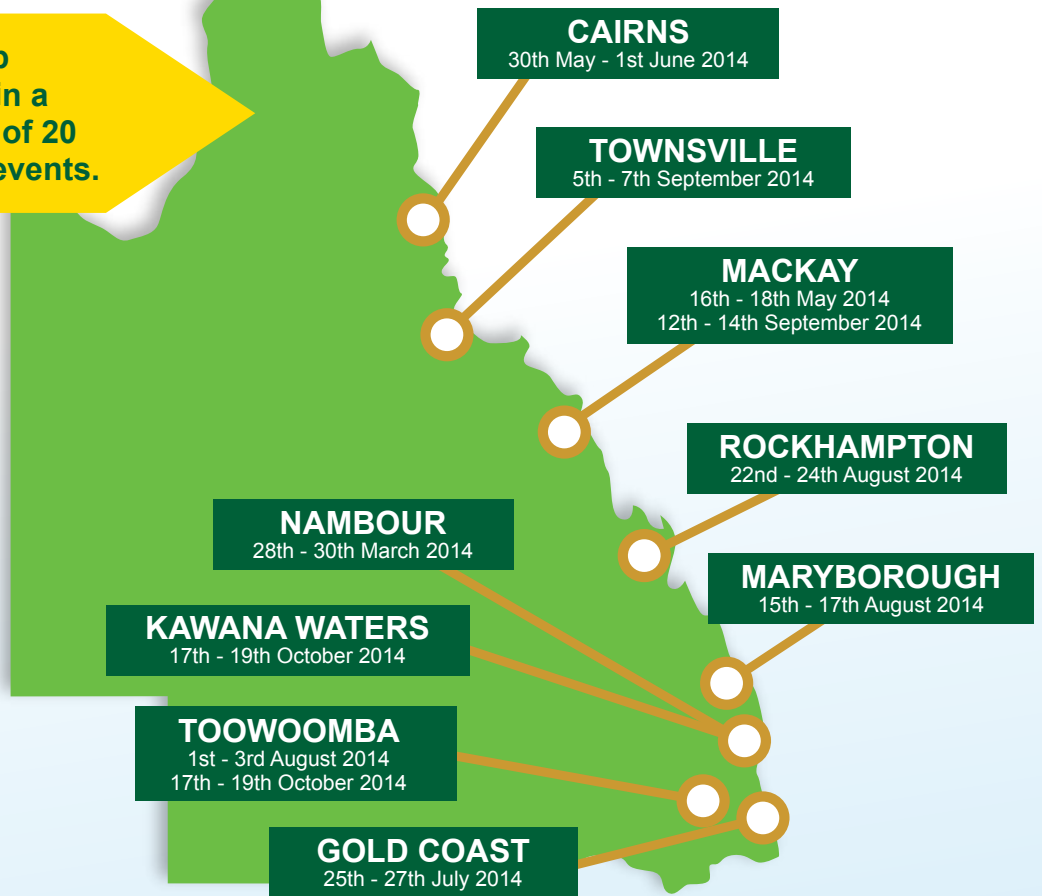 in a
of 20
events.
CAIRNS
30th May - 1st June 2014
TOWNSVILLE
5th - 7th September 2014
MACKAY
16th - 18th May 2014
12th - 14th September 2014
ROCKHAMPTON
22nd - 24th August 2014
NAMBOUR
28th - 30th March 2014
MARYBOROUGH
15th - 17th August 2014
KAWANA WATERS
17th - 19th October 2014
TOOWOOMBA
1st - 3rd August 2014
17th - 19th October 2014
GOLD COAST
25th - 27th July 2014